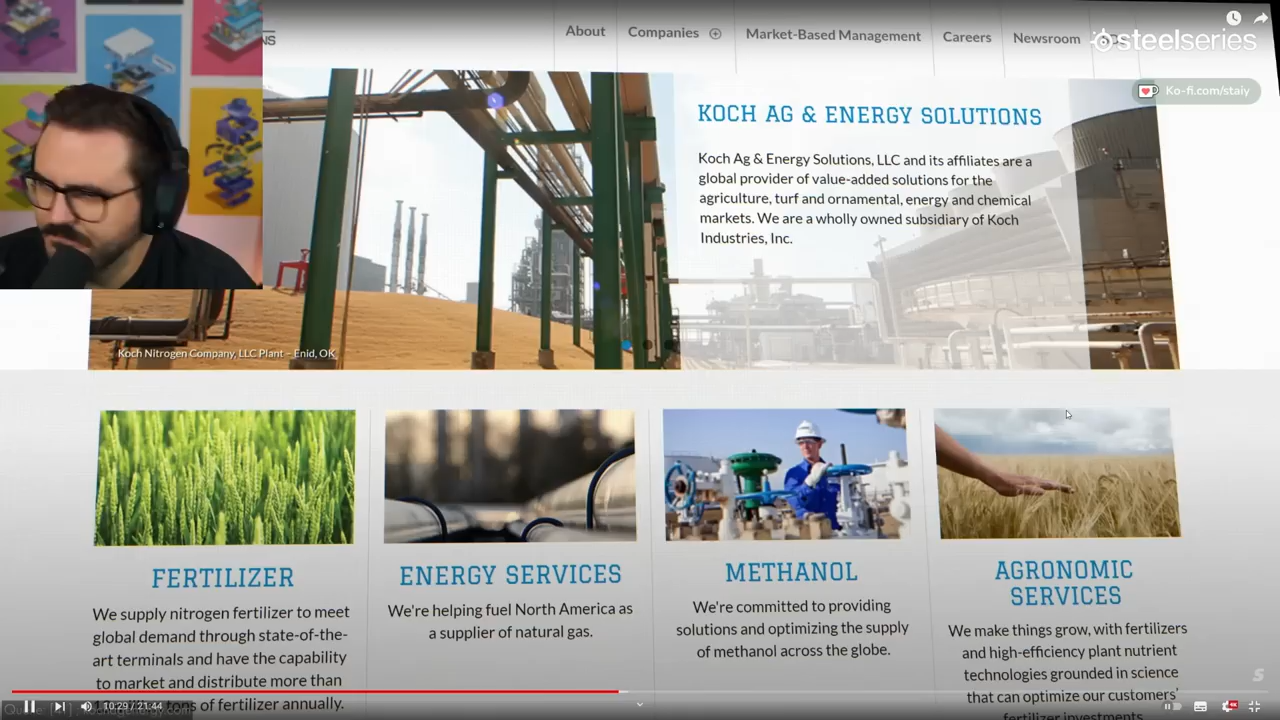 NS
About
Companies
Market-Based Management
Careers
Newsroom
steelseries
Ko-fi.com/staiy
KOCH AG & ENERGY SOLUTIONS
Koch Ag & Energy Solutions, LLC and its affiliates are a
global provider of value-added solutions for the
agriculture, turf and ornamental, energy and chemical
markets. We are a wholly owned subsidiary of Koch
Industries, Inc.
Koch Nitrogen Company, LLC Plant – Enid, OK
FERTILIZER
We supply nitrogen fertilizer to meet
global demand through state-of-the-
art terminals and have the capability
to market and distribute more than
tons of fertilizer annually.
ENERGY SERVICES
We're helping fuel North America as
a supplier of natural gas.
METHANOL
We're committed to providing
solutions and optimizing the supply
of methanol across the globe.
AGRONOMIC
SERVICES
We make things grow, with fertilizers
and high-efficiency plant nutrient
technologies grounded in science
that can optimize our customers'
fertilizer investments
10:29 / 21:44